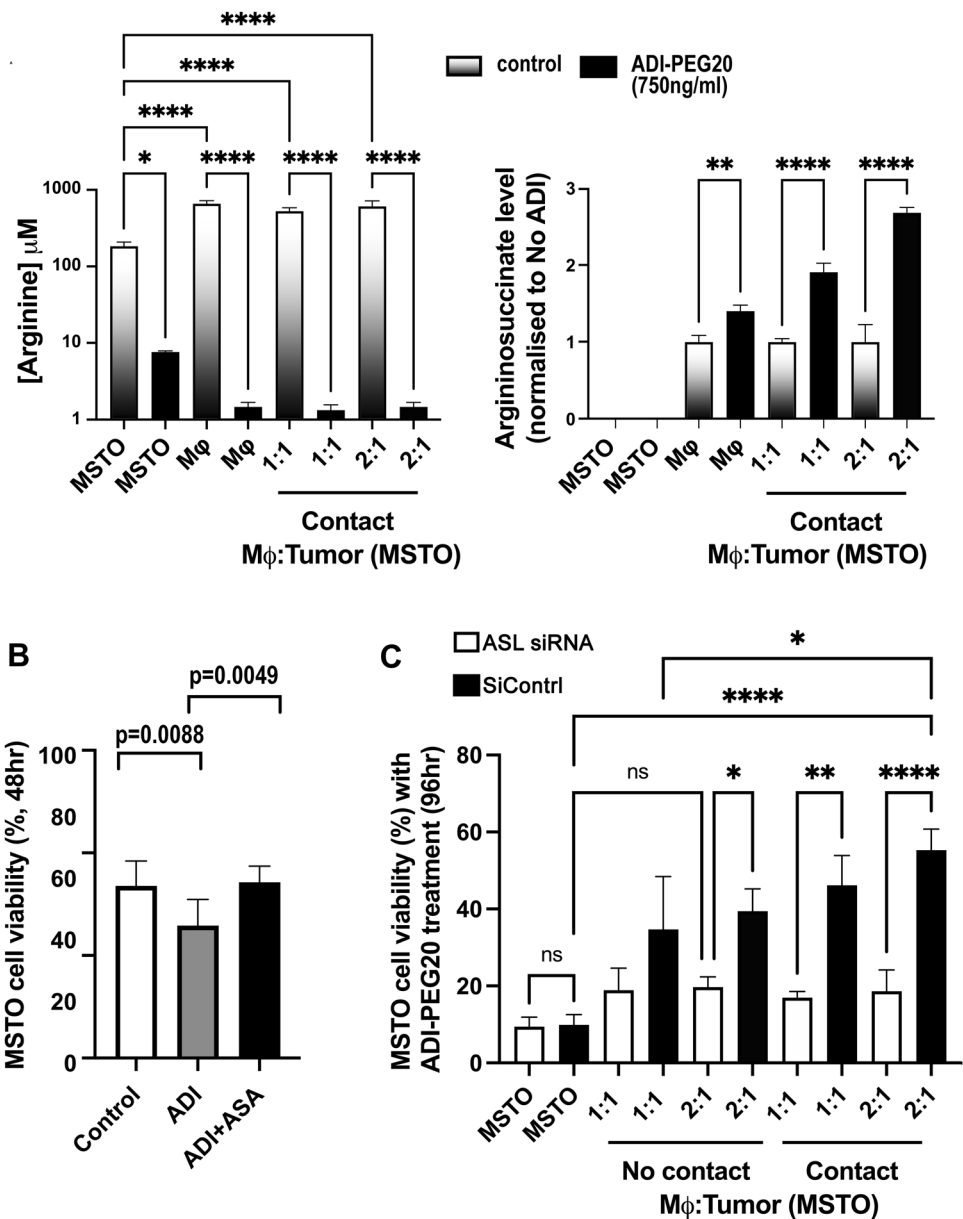 ****
****
****
*
****
****
****
control
ADI-PEG20
(750ng/ml)
[Arginine] μM
1000
100
10
1
MSTO
MSTO
Mφ
Mφ
1:1
1:1
2:1
2:1
Contact
Mϕ:Tumor (MSTO)
Argininosuccinate level
(normalised to No ADI)
3
2
1
0
**
****
****
MSTO
MSTO
Mφ
Mφ
1:1
1:1
2:1
2:1
Contact
Mϕ:Tumor (MSTO)
B
p=0.0049
p=0.0088
MSTO cell viability (%, 48hr)
100
80
60
40
20
0
Control
ADI
ADI+ASA
C
ASL siRNA
SiContrl
*
****
ns
*
**
****
ns
MSTO cell viability (%) with
ADI-PEG20 treatment (96hr)
80
60
40
20
0
MSTO
MSTO
1:1
1:1
2:1
2:1
1:1
1:1
2:1
2:1
No contact
Contact
Mϕ:Tumor (MSTO)